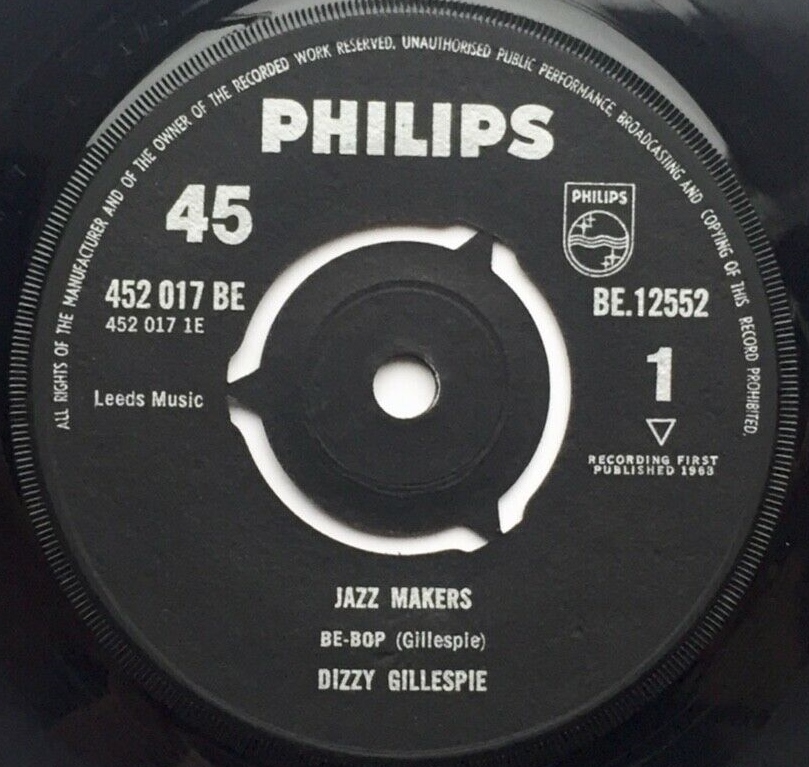 ALL RIGHTS OF THE MANUFACTURER AND OF THE OWNER OF THE RECORDED WORK RESERVED. UNAUTHORISED PUBLIC PERFORMANCE, BROADCASTING AND COPYING OF THIS RECORD PROHIBITED.
PHILIPS
45
PHILIPS
452 017 BE
452 017 1E
BE.12552
1
Leeds Music
RECORDING FIRST
PUBLISHED 1963
JAZZ MAKERS
BE-BOP (Gillespie)
DIZZY GILLESPIE